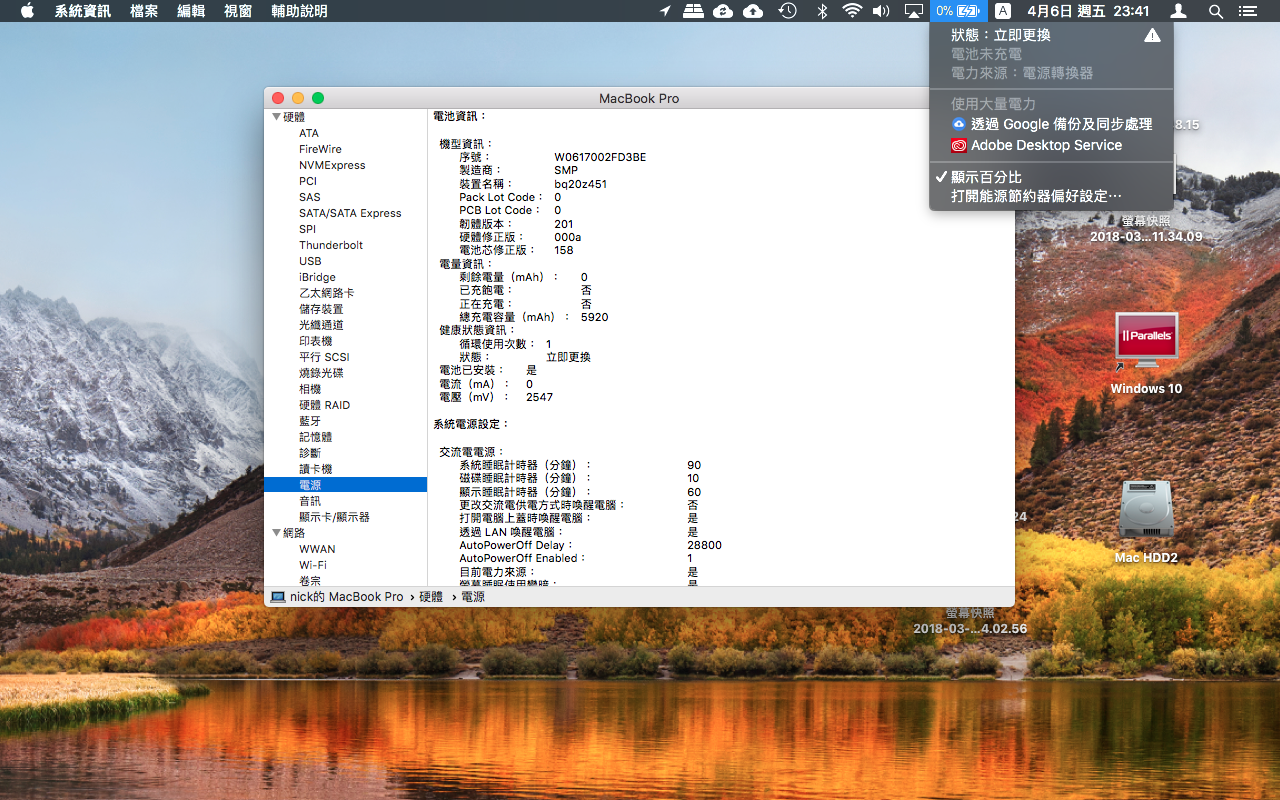 系統資訊 檔案 編輯 視窗 輔助說明 0% A 4月6日 週五 23:41
狀態：立即更換
電池未充電
電力來源：電源轉換器
使用大量電力
透過 Google 備份及同步處理
Adobe Desktop Service
顯示百分比
打開能源節約器偏好設定⋯
MacBook Pro
硬體
ATA
FireWire
NVMExpress
PCI
SAS
SATA/SATA Express
SPI
Thunderbolt
USB
iBridge
乙太網路卡
儲存裝置
光纖通道
印表機
平行 SCSI
燒錄光碟
相機
硬體 RAID
藍牙
記憶體
診斷
讀卡機
電源
音訊
顯示卡/顯示器
網路
WWAN
Wi-Fi
卷宗
電池資訊：
機型資訊：
序號： W0617002FD3BE
製造商： SMP
裝置名稱： bq20z451
Pack Lot Code： 0
PCB Lot Code： 0
韌體版本： 201
硬體修正版： 000a
電池芯修正版： 158
電量資訊：
剩餘電量（mAh）： 0
已充飽電： 否
正在充電： 否
總充電容量（mAh）： 5920
健康狀態資訊：
循環使用次數： 1
狀態： 立即更換
電池已安裝： 是
電流（mA）： 0
電壓（mV）： 2547
系統電源設定：
交流電電源：
系統睡眠計時器（分鐘）： 90
磁碟睡眠計時器（分鐘）： 10
顯示睡眠計時器（分鐘）： 60
更改交流電供電方式時喚醒電腦： 否
打開電腦上蓋時喚醒電腦： 是
透過 LAN 喚醒電腦： 是
AutoPowerOff Delay： 28800
AutoPowerOff Enabled： 1
目前電力來源： 是
螢幕睡眠使用變暗： 是
nick的 MacBook Pro › 硬體 › 電源
8.15
螢幕快照
2018-03...11.34.09
Parallels
Windows 10
24
Mac HDD2
螢幕快照
2018-03-...4.02.56